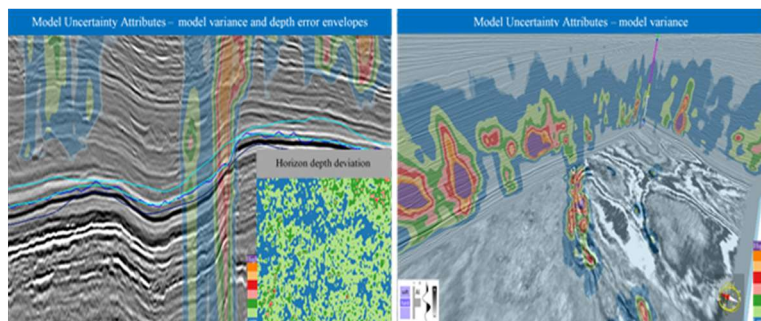 Model Uncertainty Attributes – model variance and depth error envelopes
Horizon depth deviation
Model Uncertainty Attributes – model variance